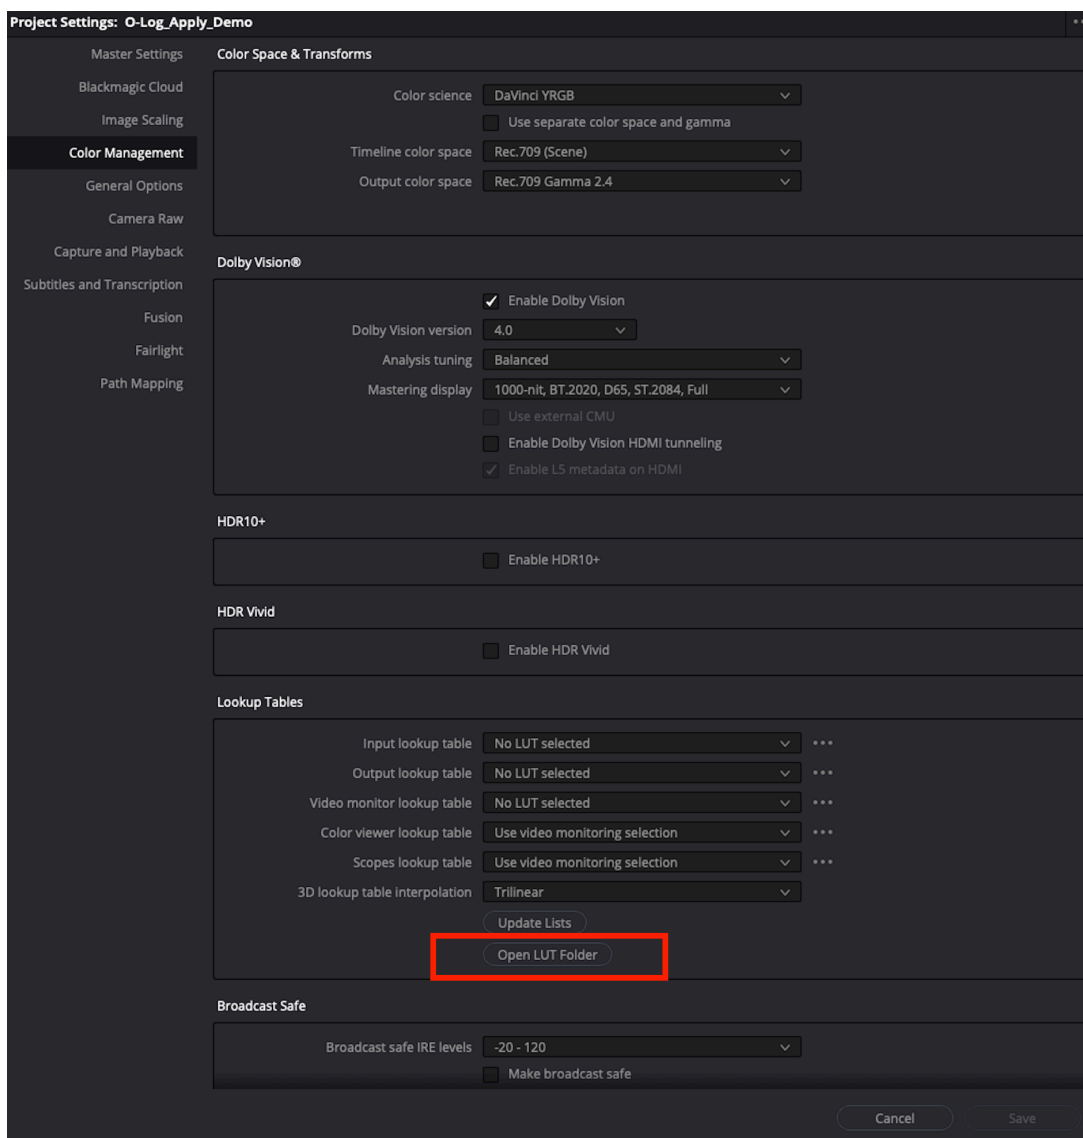 Project Settings: O-Log_Apply_Demo
Master Settings
Blackmagic Cloud
Image Scaling
Color Management
General Options
Camera Raw
Capture and Playback
Subtitles and Transcription
Fusion
Fairlight
Path Mapping
Color Space & Transforms
Color science DaVinci YRGB
Use separate color space and gamma
Timeline color space Rec.709 (Scene)
Output color space Rec.709 Gamma 2.4
Dolby Vision®
Enable Dolby Vision
Dolby Vision version 4.0
Analysis tuning Balanced
Mastering display 1000-nit, BT.2020, D65, ST.2084, Full
Use external CMU
Enable Dolby Vision HDMI tunneling
Enable L5 metadata on HDMI
HDR10+
Enable HDR10+
HDR Vivid
Enable HDR Vivid
Lookup Tables
Input lookup table No LUT selected
Output lookup table No LUT selected
Video monitor lookup table No LUT selected
Color viewer lookup table Use video monitoring selection
Scopes lookup table Use video monitoring selection
3D lookup table interpolation Trilinear
Update Lists
Open LUT Folder
Broadcast Safe
Broadcast safe IRE levels -20 - 120
Make broadcast safe
Cancel Save